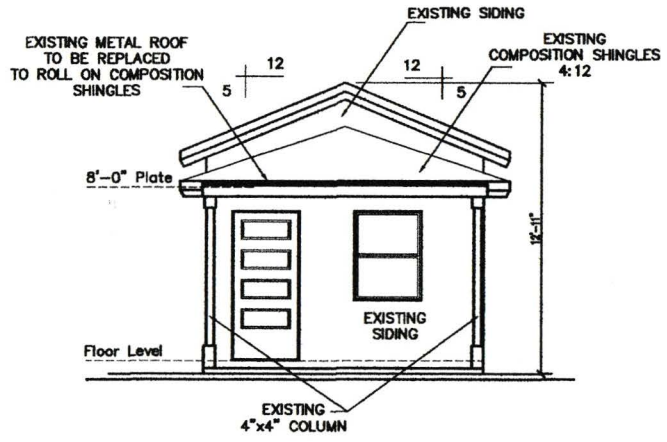 EXISTING SIDING
EXISTING METAL ROOF
TO BE REPLACED
TO ROLL ON COMPOSITION
SHINGLES
12
5
12
5
EXISTING
COMPOSITION SHINGLES
4:12
8'-0" Plate
12'-11"
EXISTING
SIDING
Floor Level
EXISTING
4"x4" COLUMN